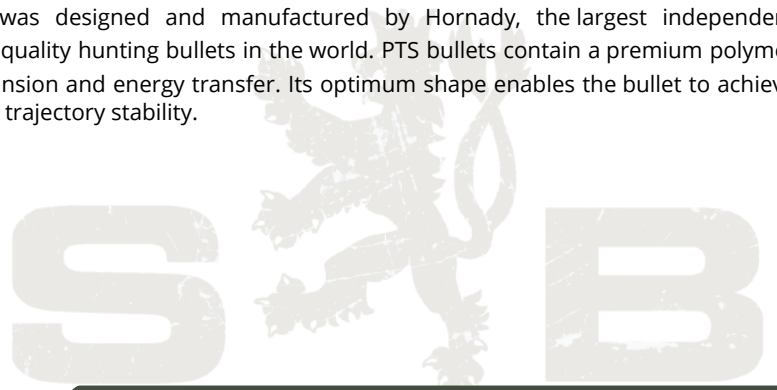 was designed and manufactured by Hornady, the largest independen
quality hunting bullets in the world. PTS bullets contain a premium polyme
nsion and energy transfer. Its optimum shape enables the bullet to achiev
trajectory stability.
S B